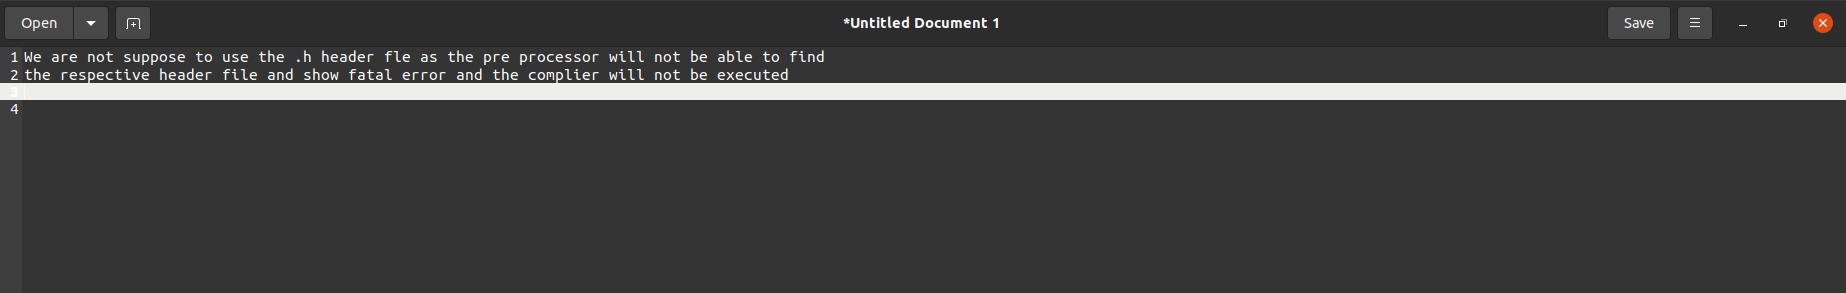 Open
*Untitled Document 1
Save
1 We are not suppose to use the .h header fle as the pre processor will not be able to find
2 the respective header file and show fatal error and the complier will not be executed
3
4